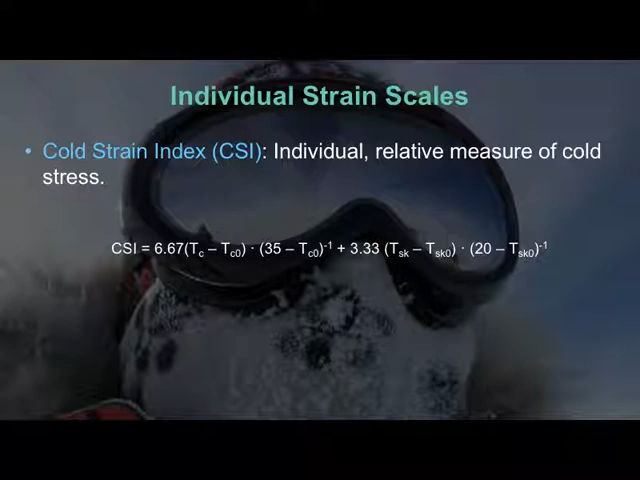 Individual Strain Scales
• Cold Strain Index (CSI): Individual, relative measure of cold
stress.
CSI = 6.67(Tc – Tc0) · (35 – Tc0)-1 + 3.33 (Tsk – Tsk0) · (20 – Tsk0)-1